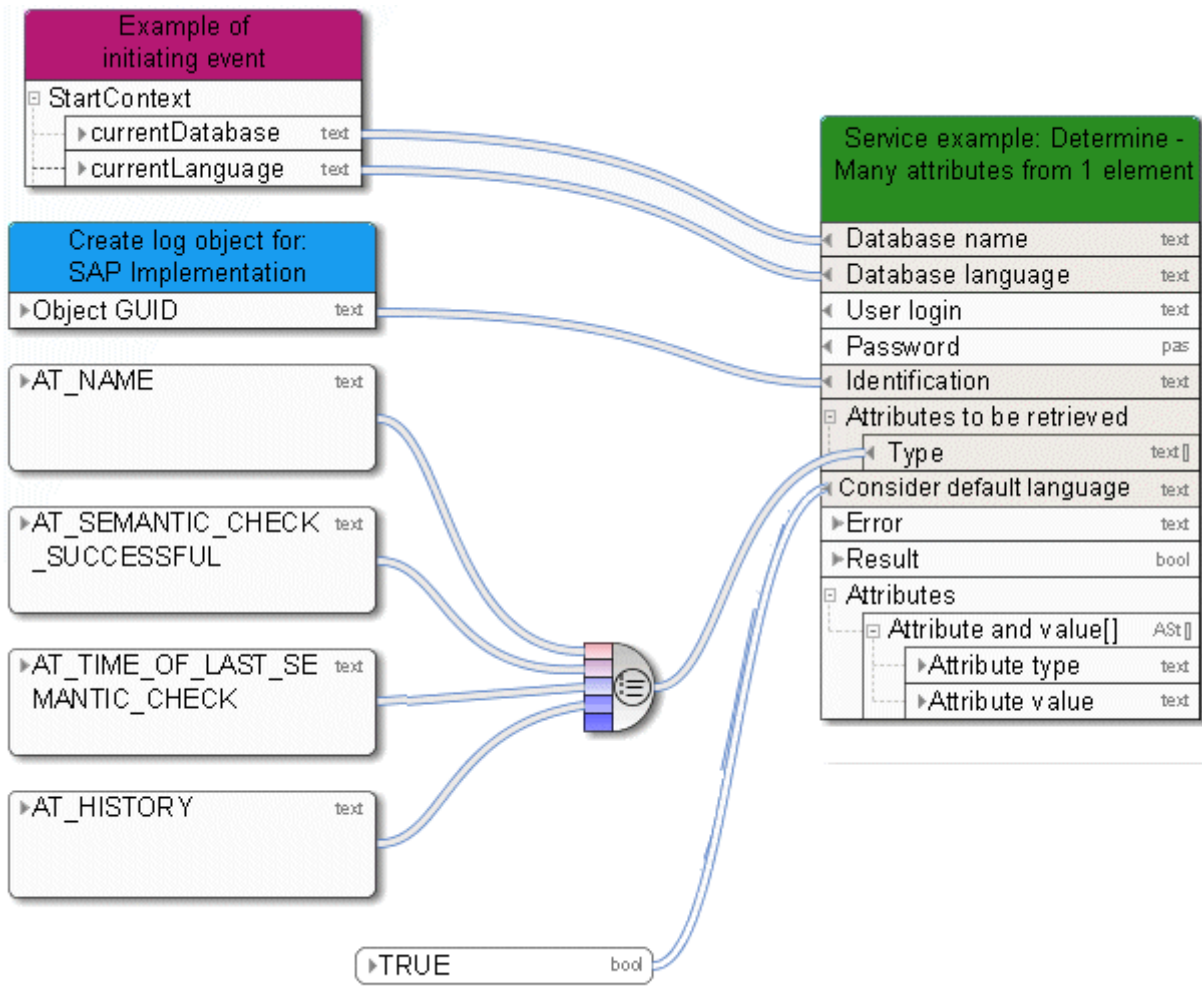 Example of
initiating event
StartContext
currentDatabase text
currentLanguage text
Create log object for:
SAP Implementation
Object GUID text
AT_NAME text
AT_SEMANTIC_CHECK text
_SUCCESSFUL
AT_TIME_OF_LAST_SE text
MANTIC_CHECK
AT_HISTORY text
TRUE bool
Service example: Determine -
Many attributes from 1 element
Database name text
Database language text
User login text
Password pas
Identification text
Attributes to be retrieved
Type text[]
Consider default language text
Error text
Result bool
Attributes
Attribute and value[] ASt[]
Attribute type text
Attribute value text